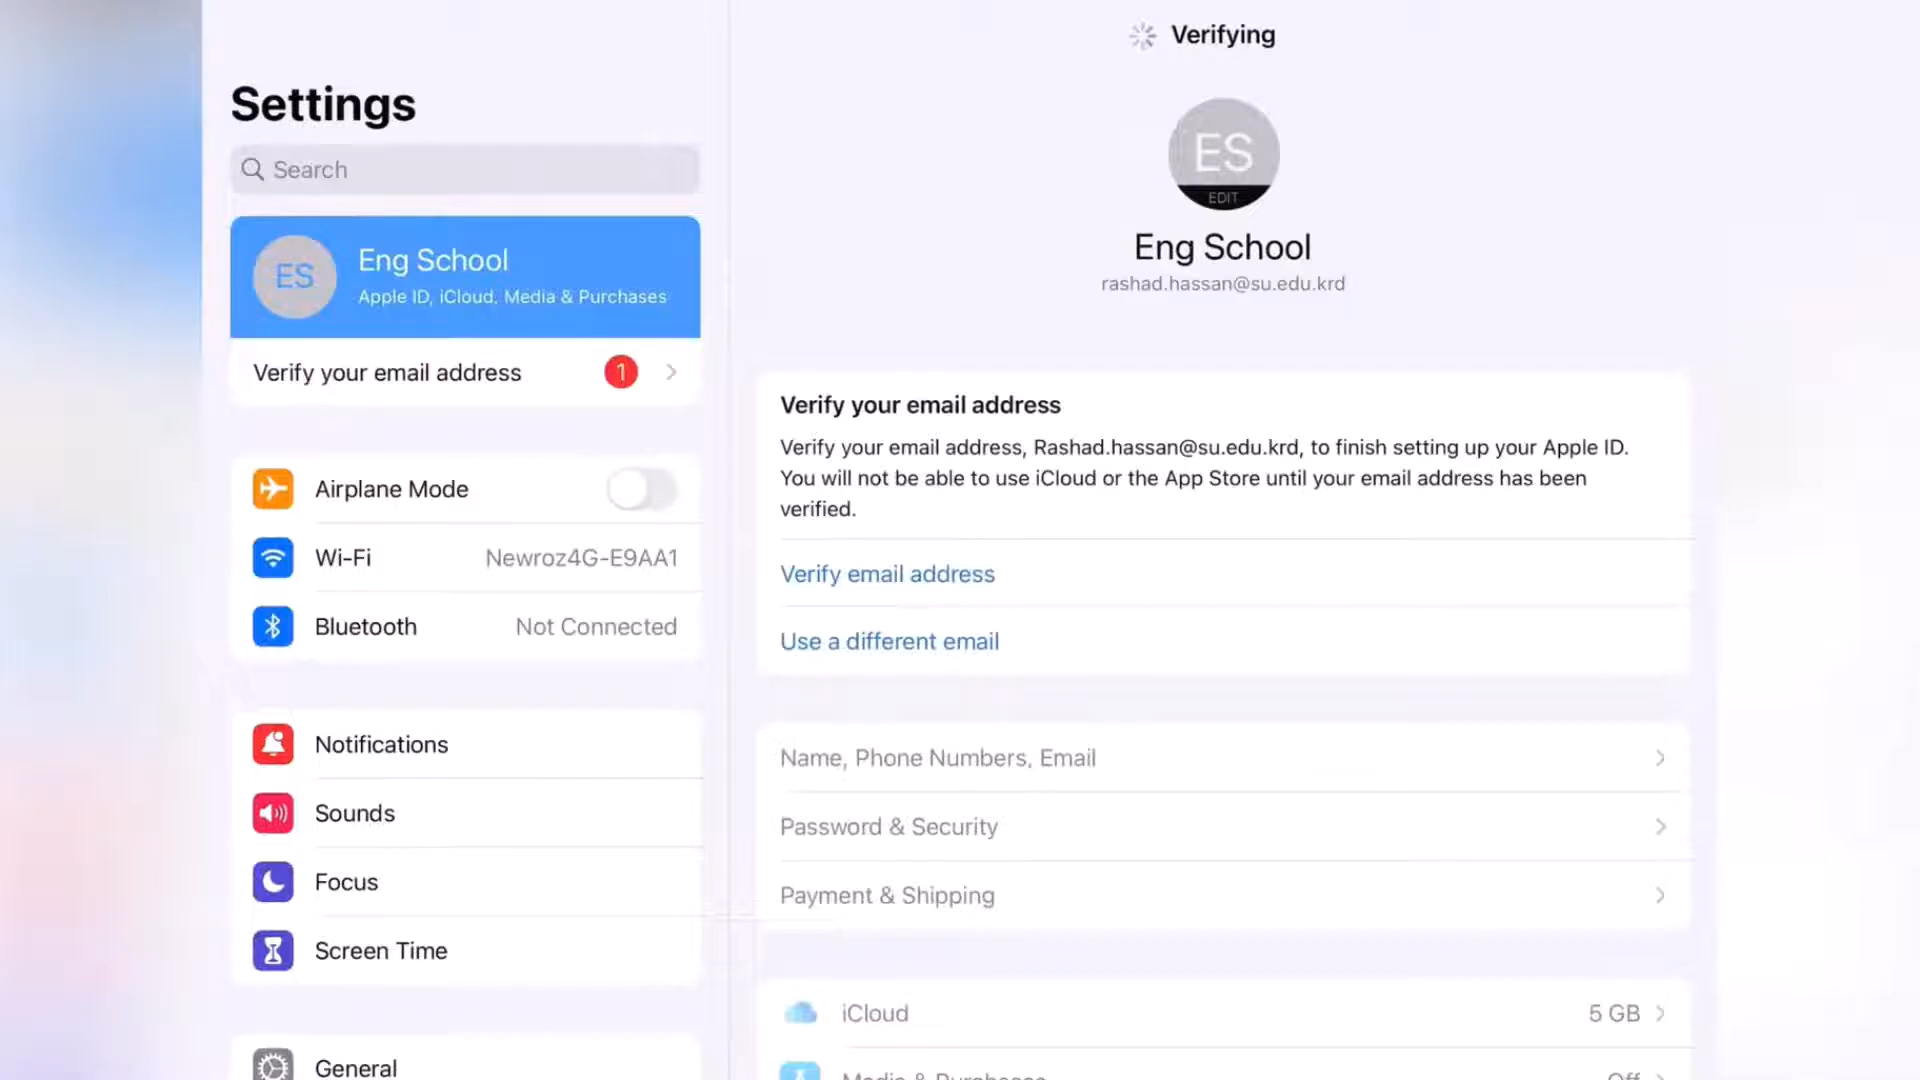 Settings
Search
ES
Eng School
Apple ID, iCloud, Media & Purchases
Verify your email address
1
Airplane Mode
Wi-Fi
Newroz4G-E9AA1
Bluetooth
Not Connected
Notifications
Sounds
Focus
Screen Time
General
Verifying
ES
EDIT
Eng School
rashad.hassan@su.edu.krd
Verify your email address
Verify your email address, Rashad.hassan@su.edu.krd, to finish setting up your Apple ID.
You will not be able to use iCloud or the App Store until your email address has been
verified.
Verify email address
Use a different email
Name, Phone Numbers, Email
Password & Security
Payment & Shipping
iCloud
5 GB
Media & Purchases
Off